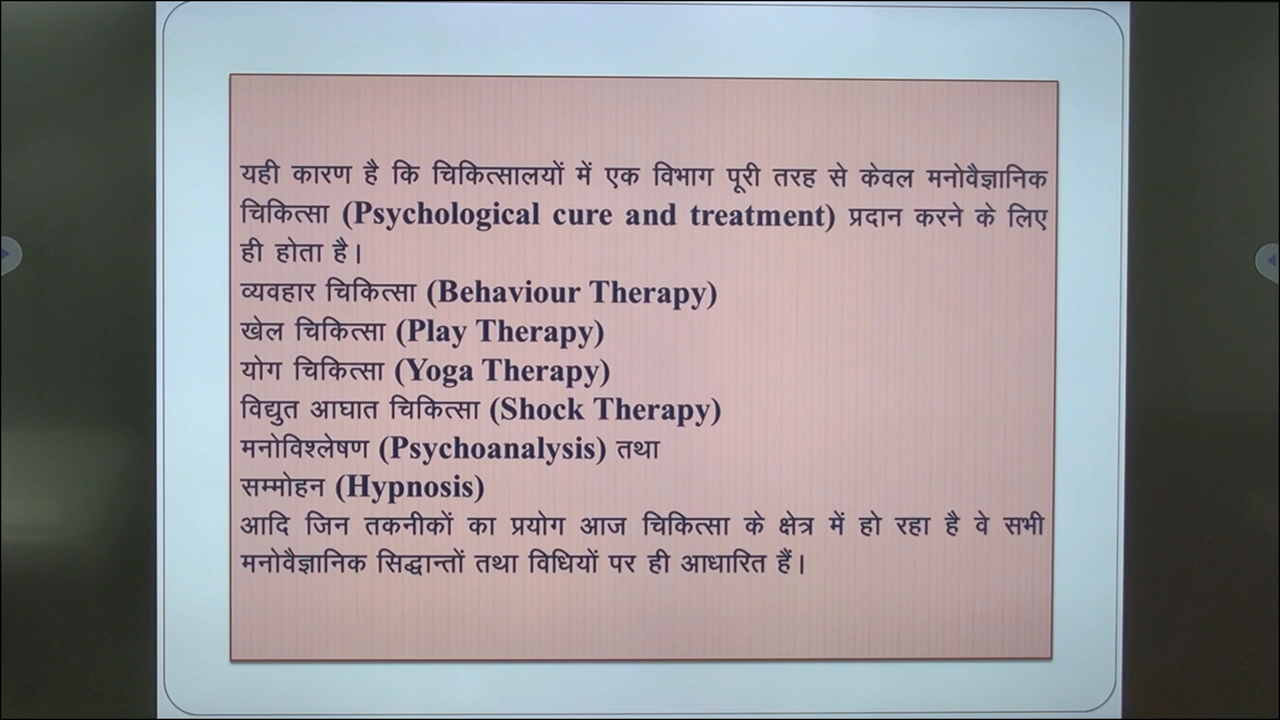 यही कारण है कि चिकित्सालयों में एक विभाग पूरी तरह से केवल मनोवैज्ञानिक
चिकित्सा (Psychological cure and treatment) प्रदान करने के लिए
ही होता है।
व्यवहार चिकित्सा (Behaviour Therapy)
खेल चिकित्सा (Play Therapy)
योग चिकित्सा (Yoga Therapy)
विद्युत आघात चिकित्सा (Shock Therapy)
मनोविश्लेषण (Psychoanalysis) तथा
सम्मोहन (Hypnosis)
आदि जिन तकनीकों का प्रयोग आज चिकित्सा के क्षेत्र में हो रहा है वे सभी
मनोवैज्ञानिक सिद्धान्तों तथा विधियों पर ही आधारित हैं।